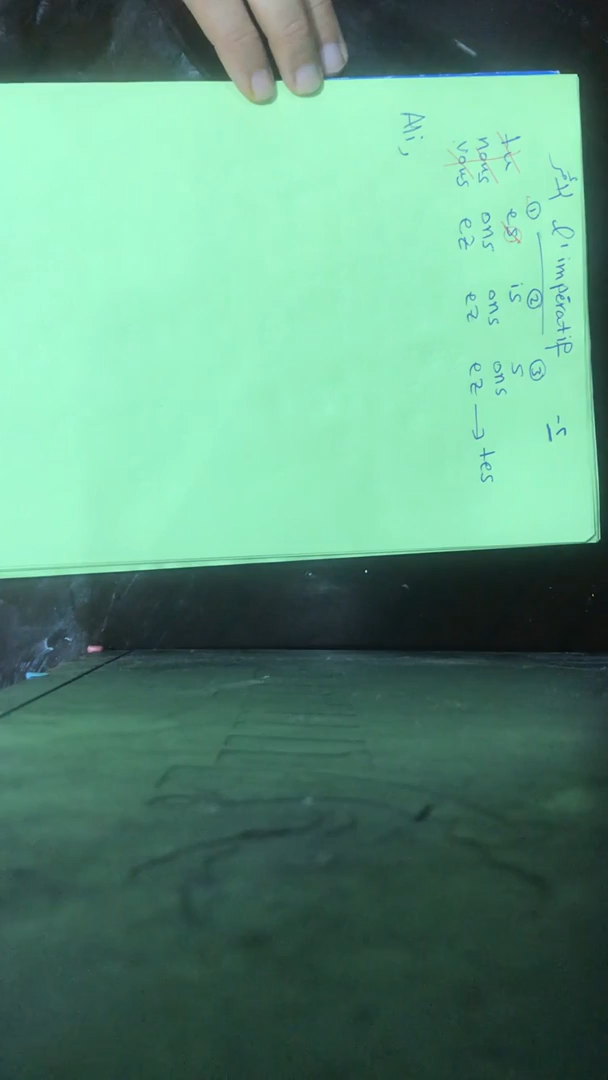 l'impératif -s
① ② ③
tu es is s
nous ons ons ons
vous ez ez ez → tes
Ali,